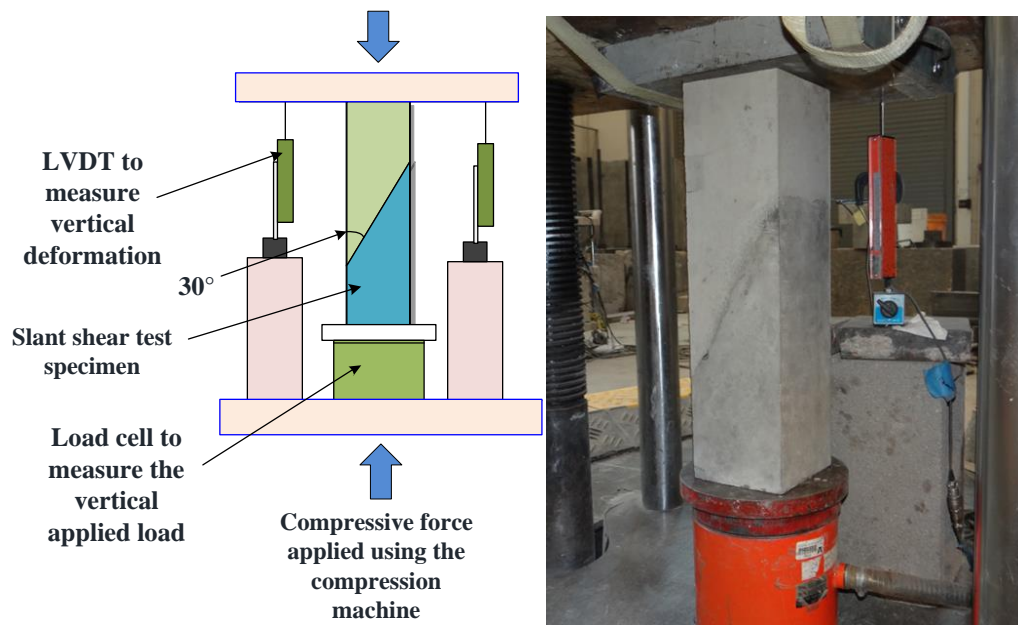 LVDT to
measure
vertical
deformation
30°
Slant shear test
specimen
Load cell to
measure the
vertical
applied load
Compressive force
applied using the
compression
machine